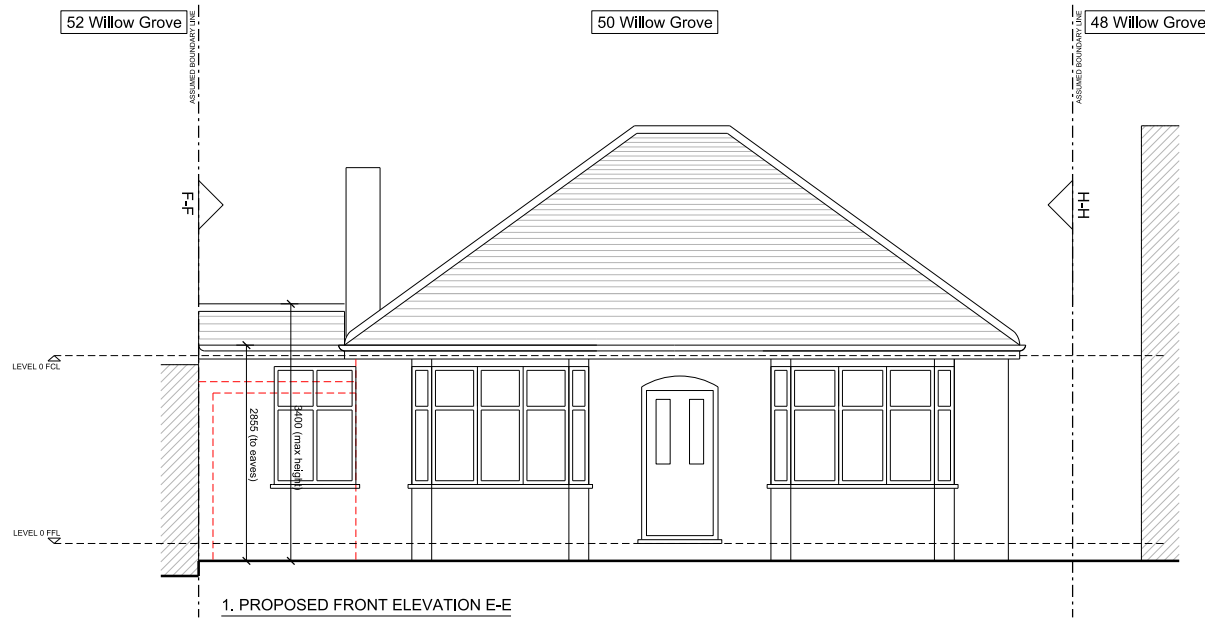 52 Willow Grove
50 Willow Grove
48 Willow Grove
ASSUMED BOUNDARY LINE
ASSUMED BOUNDARY LINE
F-F
H-H
LEVEL 0 FCL
2855 (to eaves)
3400 (max height)
LEVEL 0 FFL
1. PROPOSED FRONT ELEVATION E-E